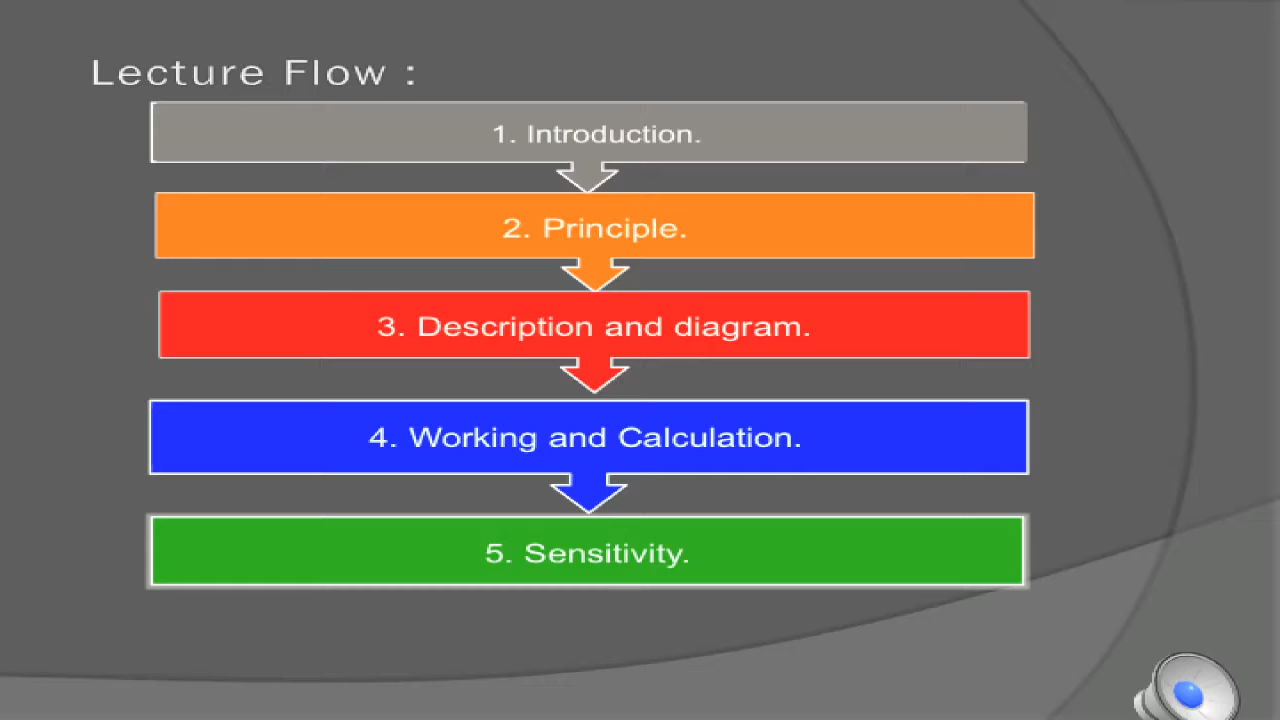 Lecture Flow :
1. Introduction.
2. Principle.
3. Description and diagram.
4. Working and Calculation.
5. Sensitivity.